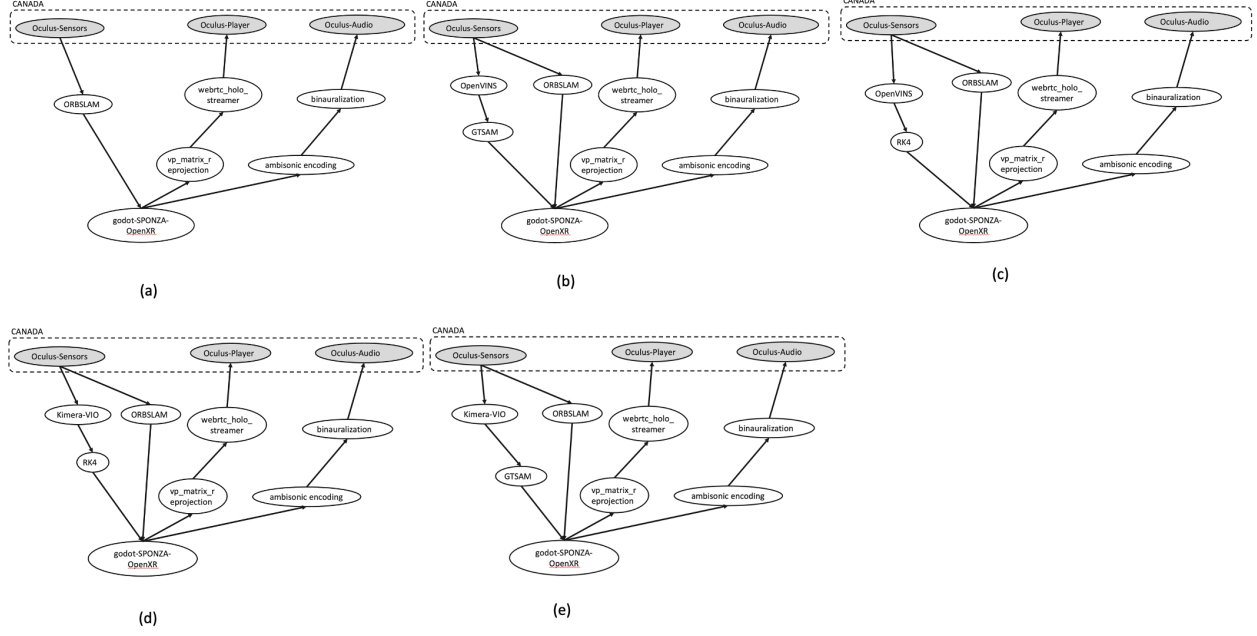 CANADA
Oculus-Sensors
Oculus-Player
Oculus-Audio
ORBSLAM
webrtc_holo_
streamer
binauralization
vp_matrix_r
eprojection
ambisonic encoding
godot-SPONZA-
OpenXR
(a)
CANADA
Oculus-Sensors
Oculus-Player
Oculus-Audio
OpenVINS
ORBSLAM
webrtc_holo_
streamer
binauralization
GTSAM
vp_matrix_r
eprojection
ambisonic encoding
godot-SPONZA-
OpenXR
(b)
CANADA
Oculus-Sensors
Oculus-Player
Oculus-Audio
OpenVINS
ORBSLAM
webrtc_holo_
streamer
binauralization
RK4
vp_matrix_r
eprojection
ambisonic encoding
godot-SPONZA-
OpenXR
(c)
CANADA
Oculus-Sensors
Oculus-Player
Oculus-Audio
Kimera-VIO
ORBSLAM
webrtc_holo_
streamer
binauralization
RK4
vp_matrix_r
eprojection
ambisonic encoding
godot-SPONZA-
OpenXR
(d)
CANADA
Oculus-Sensors
Oculus-Player
Oculus-Audio
Kimera-VIO
ORBSLAM
webrtc_holo_
streamer
binauralization
GTSAM
vp_matrix_r
eprojection
ambisonic encoding
godot-SPONZA-
OpenXR
(e)